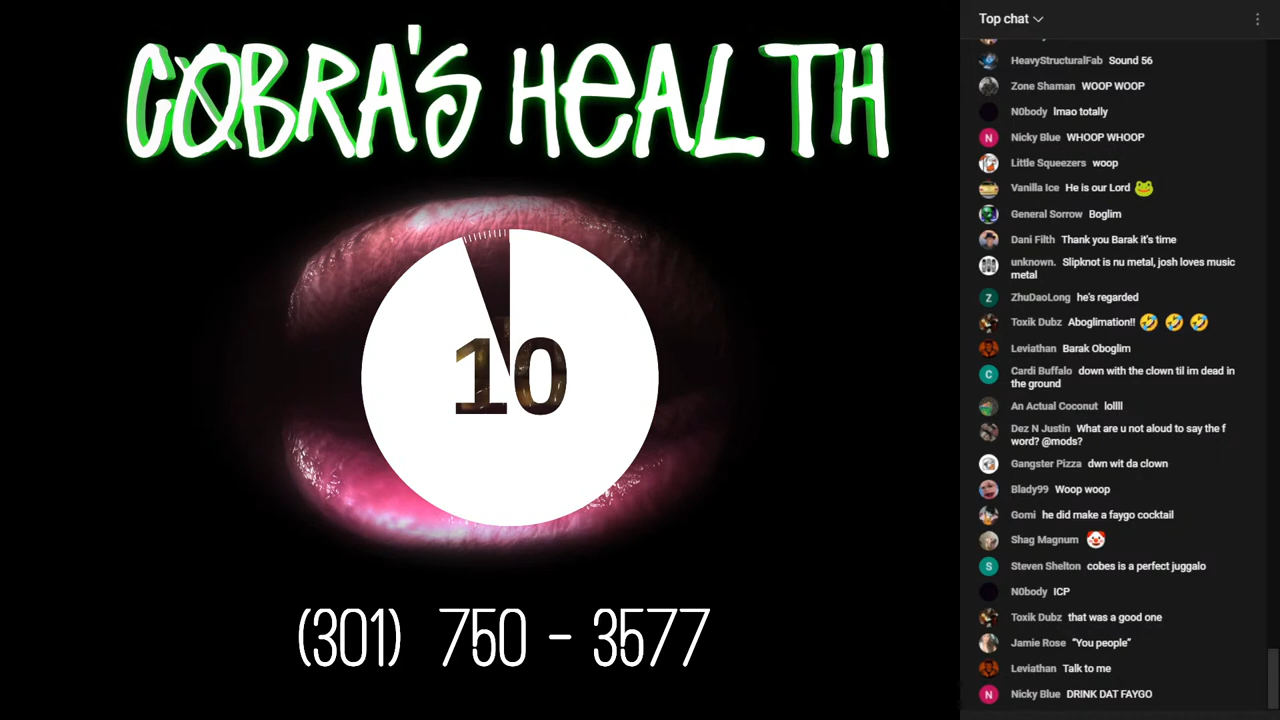 CØBRA'S HeALTH
10
(301) 750 - 3577
Top chat
HeavyStructuralFab Sound 56
Zone Shaman WOOP WOOP
N0body lmao totally
N Nicky Blue WHOOP WHOOP
Little Squeezers woop
Vanilla Ice He is our Lord 🐸
General Sorrow Boglim
Dani Filth Thank you Barak it's time
unknown. Slipknot is nu metal, josh loves music
metal
Z ZhuDaoLong he's regarded
Toxik Dubz Aboglimation!! 🤣 🤣 🤣
Leviathan Barak Oboglim
C Cardi Buffalo down with the clown til im dead in
the ground
An Actual Coconut lollll
Dez N Justin What are u not aloud to say the f
word? @mods?
Gangster Pizza dwn wit da clown
Blady99 Woop woop
Gomi he did make a faygo cocktail
Shag Magnum 🤡
S Steven Shelton cobes is a perfect juggalo
N0body ICP
Toxik Dubz that was a good one
Jamie Rose “You people”
Leviathan Talk to me
N Nicky Blue DRINK DAT FAYGO